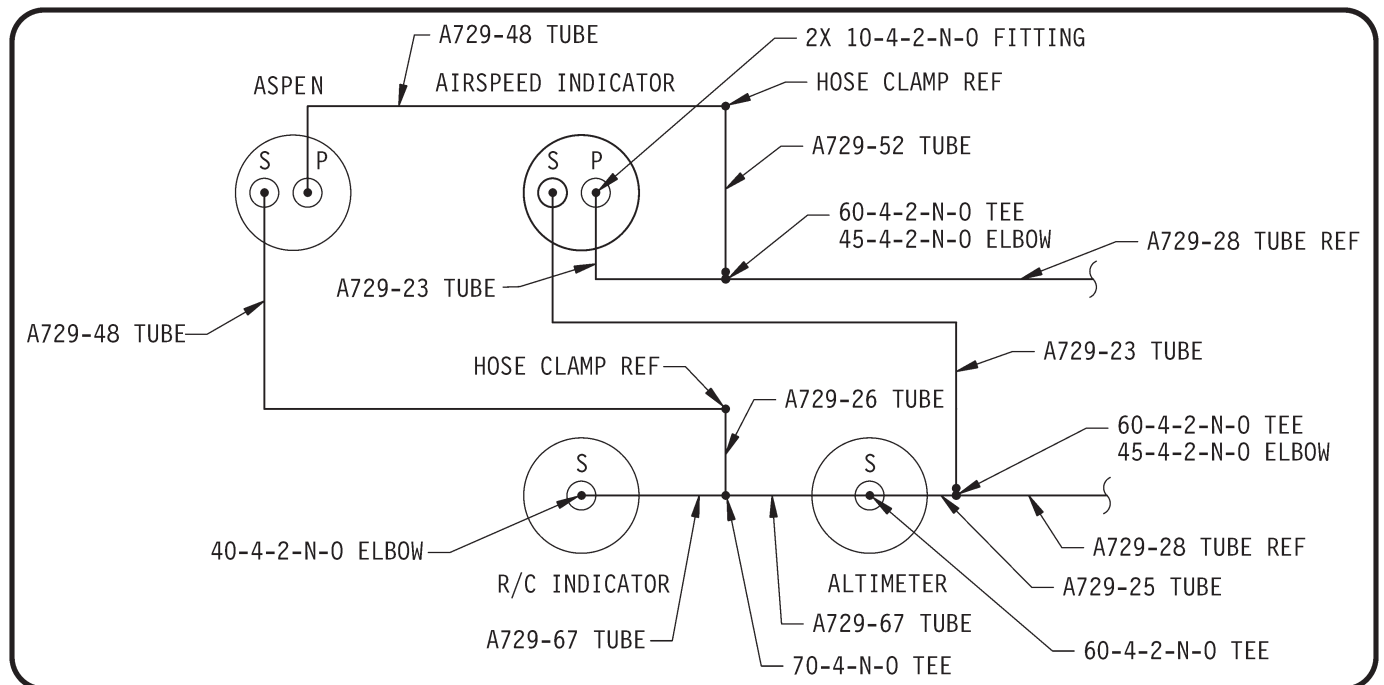 A729-48 TUBE
2X 10-4-2-N-O FITTING
ASPEN
AIRSPEED INDICATOR
HOSE CLAMP REF
S P
S P
A729-52 TUBE
60-4-2-N-O TEE
45-4-2-N-O ELBOW
A729-28 TUBE REF
A729-23 TUBE
A729-48 TUBE
A729-23 TUBE
HOSE CLAMP REF
A729-26 TUBE
60-4-2-N-O TEE
45-4-2-N-O ELBOW
S
S
40-4-2-N-O ELBOW
A729-28 TUBE REF
R/C INDICATOR
ALTIMETER
A729-25 TUBE
A729-67 TUBE
A729-67 TUBE
60-4-2-N-O TEE
70-4-N-O TEE